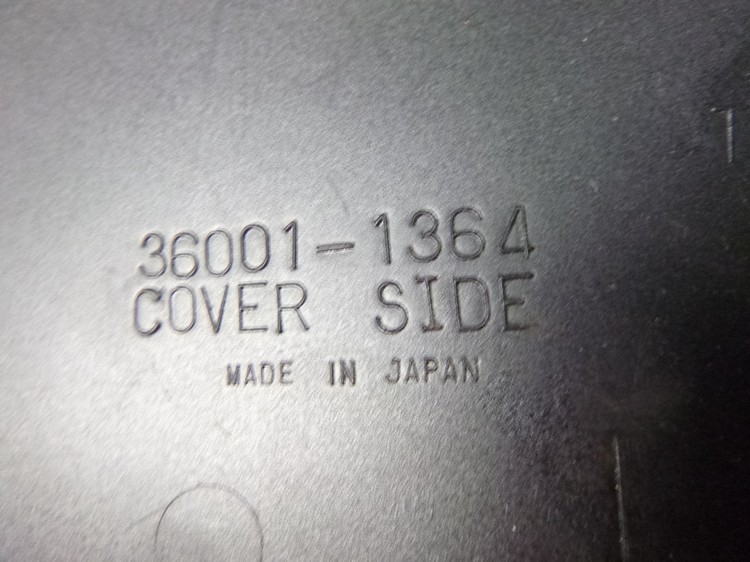 36001-1364
COVER SIDE
MADE IN JAPAN